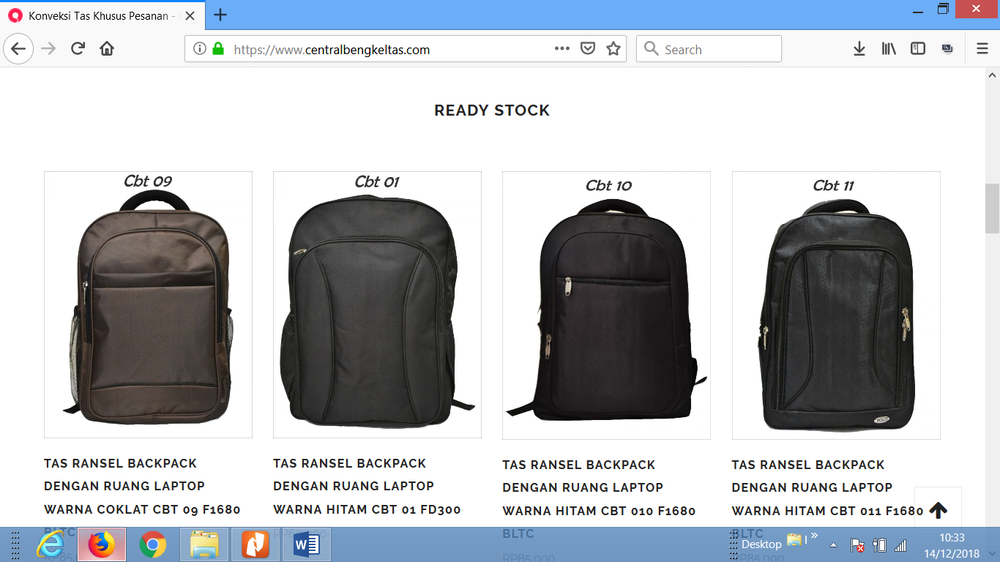 Konveksi Tas Khusus Pesanan -
https://www.centralbengkeltas.com
Search
READY STOCK
Cbt 09
Cbt 01
Cbt 10
Cbt 11
TAS RANSEL BACKPACK
DENGAN RUANG LAPTOP
WARNA COKLAT CBT 09 F1680
BLTC
RP85.000
TAS RANSEL BACKPACK
DENGAN RUANG LAPTOP
WARNA HITAM CBT 01 FD300
TAS RANSEL BACKPACK
DENGAN RUANG LAPTOP
WARNA HITAM CBT 010 F1680
BLTC
RP85.000
TAS RANSEL BACKPACK
DENGAN RUANG LAPTOP
WARNA HITAM CBT 011 F1680
BLTC
RP85.000
Desktop
10:33
14/12/2018